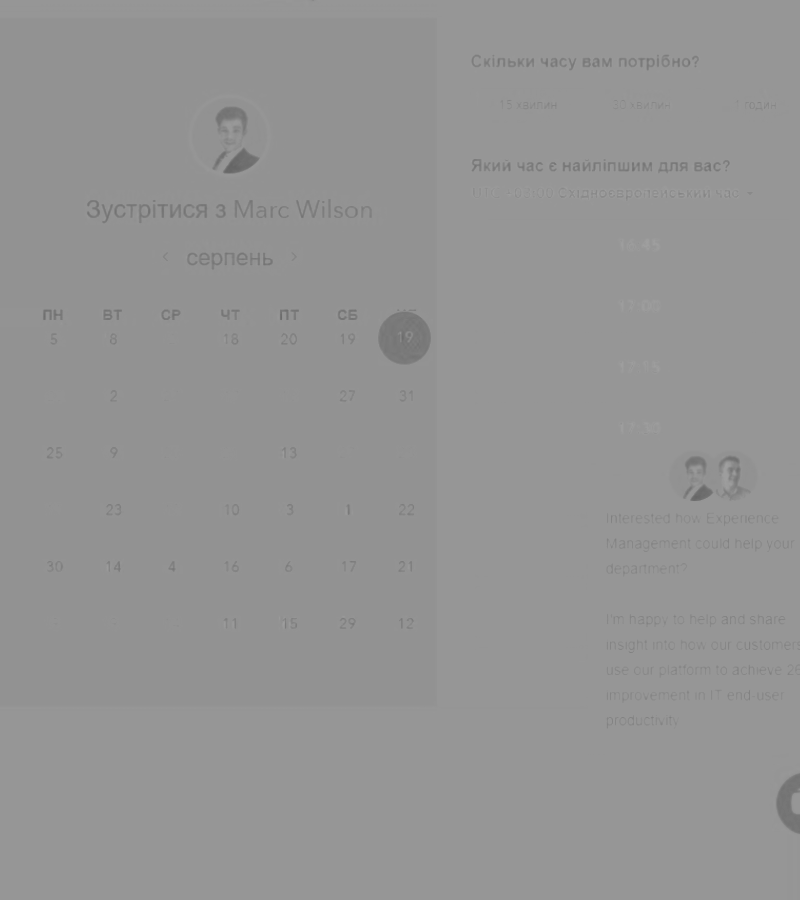 Зустрітися з Marc Wilson
серпень
ПН ВТ СР ЧТ ПТ СБ
5 8 18 20 19 19
2 27 31
25 9 13
23 10 3 1 22
30 14 4 16 6 17 21
11 15 29 12
Скільки часу вам потрібно?
15 хвилин 30 хвилин 1 годин
Який час є найліпшим для вас?
Східноєвропейський час
16:45
17:00
17:15
17:30
Interested how Experience
Management could help your
department?
I'm happy to help and share
insight into how our customers
use our platform to achieve
improvement in IT end-user
productivity.